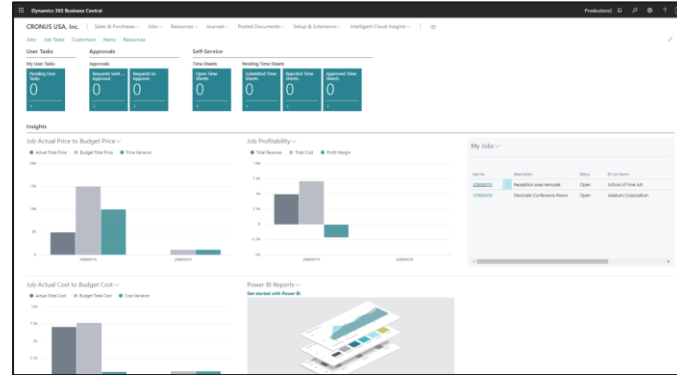 Dynamics 365 Business Central
Production2
?
CRONUS USA, Inc.
Sales & Purchases
Jobs
Resources
Journals
Posted Documents
Setup & Extensions
Intelligent Cloud Insights
Jobs Job Tasks Customers Items Resources
User Tasks
Approvals
Self-Service
My User Tasks
Approvals
Time Sheets
Pending Time Sheets
Pending User Tasks
0
Requests Sent ... Approval
0
Requests to Approve
0
Open Time Sheets
0
Submitted Time Sheets
0
Rejected Time Sheets
0
Approved Time Sheets
0
Insights
Job Actual Price to Budget Price
Actual Total Price Budget Total Price Price Variance
Job Profitability
Total Revenue Total Cost Profit Margin
My Jobs
Job No. Description Status Bill-to Name
Reception area remodel Open School of Fine Art
Decorate Conference Room Open Adatum Corporation
Job Actual Cost to Budget Cost
Actual Total Cost Budget Total Cost Cost Variance
Power BI Reports
Get started with Power BI